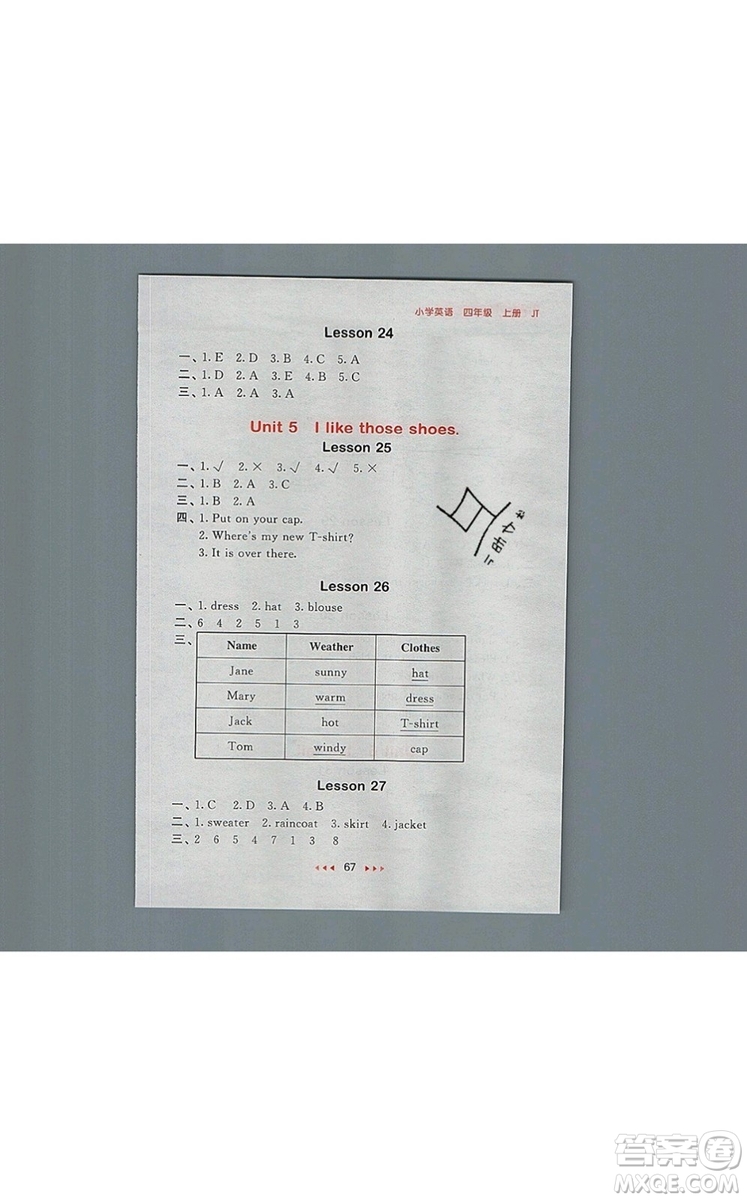 小学英语 四年级 上册 JT
Lesson 24
一、1. E 2. D 3. B 4. C 5. A
二、1. D 2. A 3. E 4. B 5. C
三、1. A 2. A 3. A
Unit 5 I like those shoes.
Lesson 25
一、1. √ 2. × 3. √ 4. √ 5. ×
二、1. B 2. A 3. C
三、1. B 2. A
四、1. Put on your cap.
2. Where's my new T-shirt?
3. It is over there.
Lesson 26
一、1. dress 2. hat 3. blouse
二、6 4 2 5 1 3
三、
Name Weather Clothes
Jane sunny hat
Mary warm dress
Jack hot T-shirt
Tom windy cap
Lesson 27
一、1. C 2. D 3. A 4. B
二、1. sweater 2. raincoat 3. skirt 4. jacket
三、2 6 5 4 7 1 3 8
67
答案圈
MXQE.COM